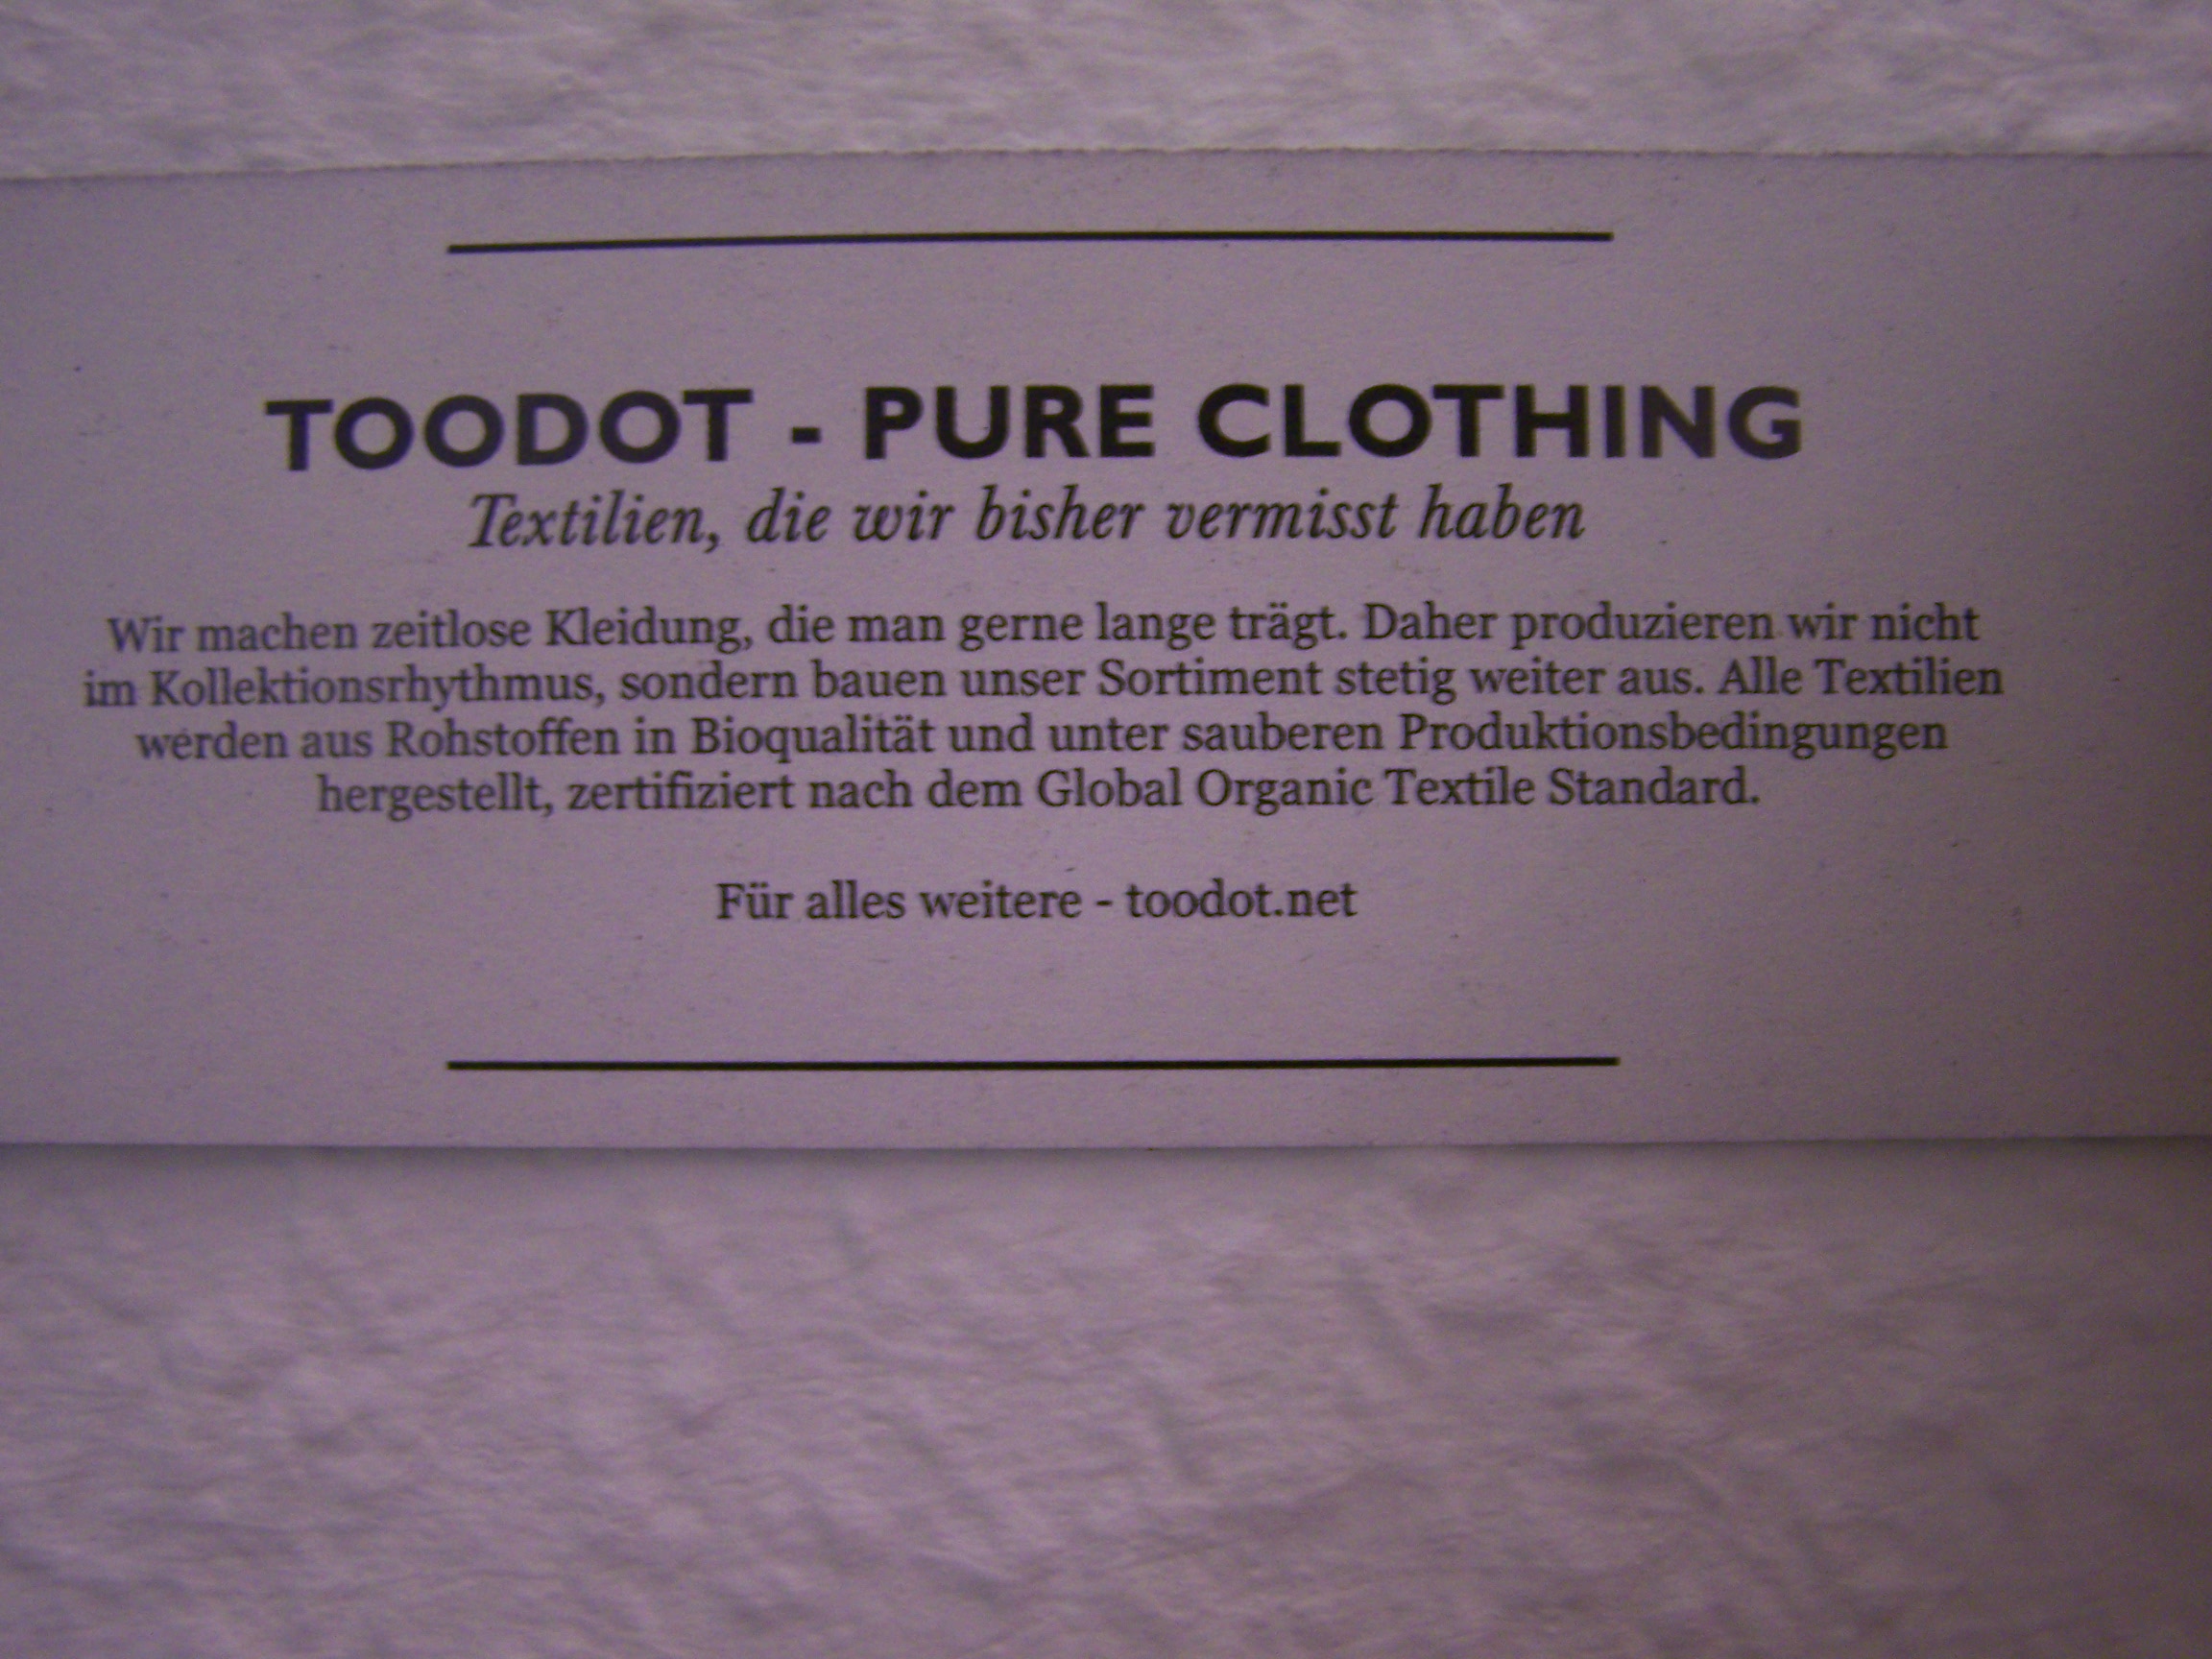 TOODOT - PURE CLOTHING
Textilien, die wir bisher vermisst haben
Wir machen zeitlose Kleidung, die man gerne lange trägt. Daher produzieren wir nicht
im Kollektionsrhythmus, sondern bauen unser Sortiment stetig weiter aus. Alle Textilien
werden aus Rohstoffen in Bioqualität und unter sauberen Produktionsbedingungen
hergestellt, zertifiziert nach dem Global Organic Textile Standard.
Für alles weitere - toodot.net